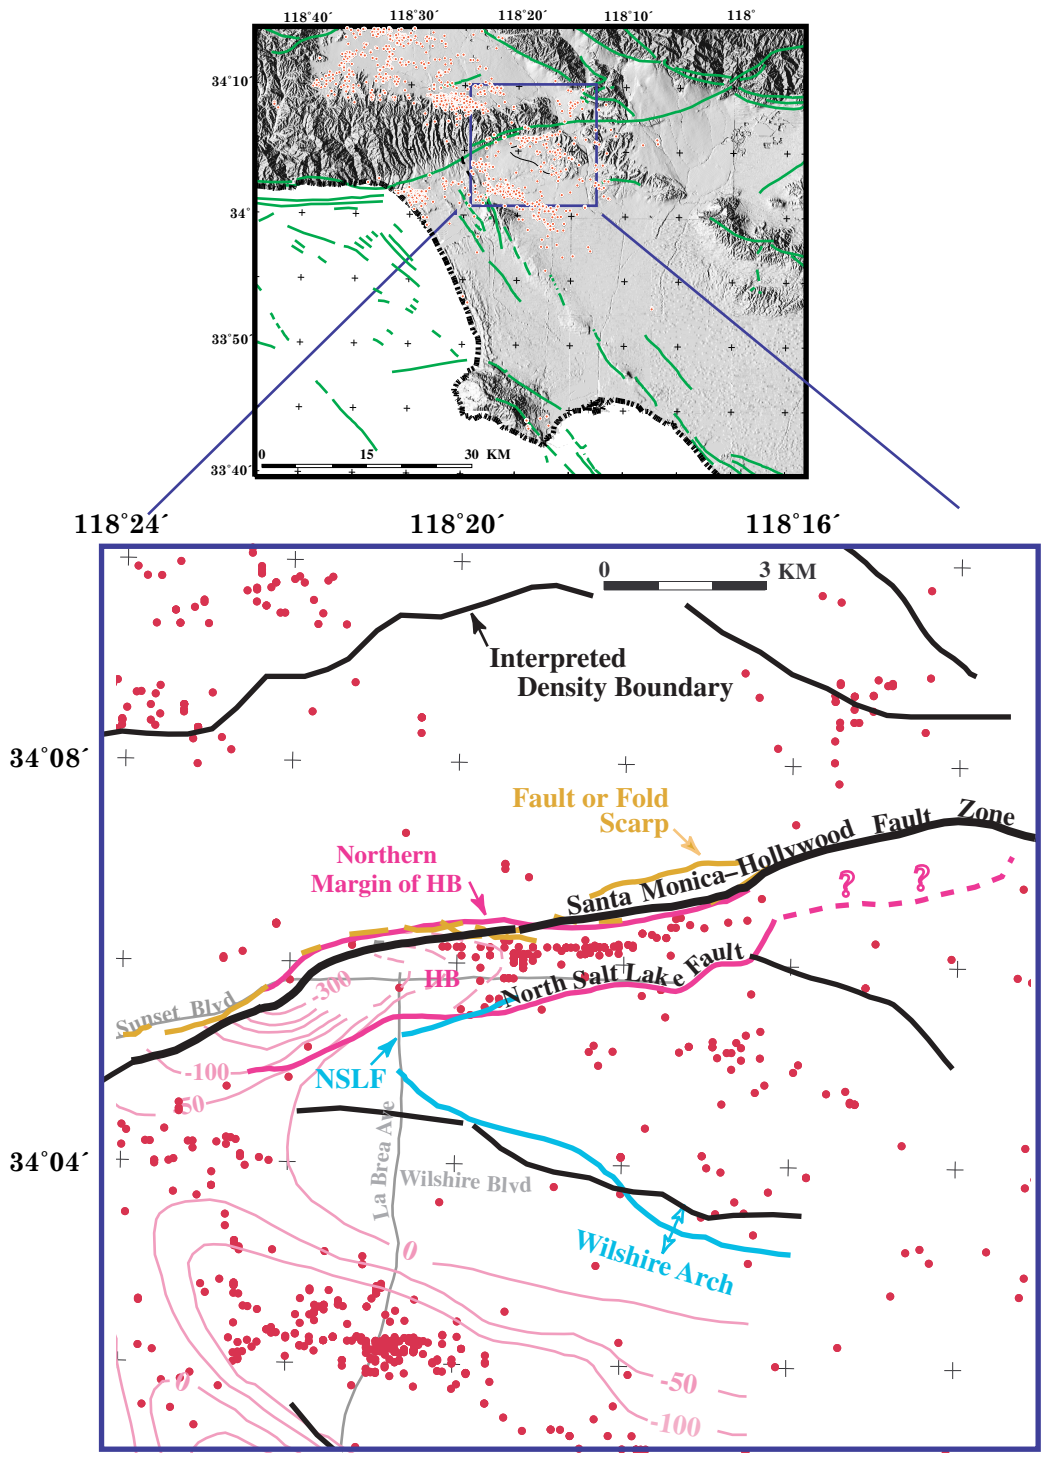 118°40´ 118°30´ 118°20´ 118°10´ 118°
34°10´
34°
33°50´
33°40´
0 15 30 KM
118°24´ 118°20´ 118°16´
0 3 KM
Interpreted
Density Boundary
34°08´
Fault or Fold
Scarp
Santa Monica–Hollywood Fault Zone
Northern
Margin of HB
? ?
HB
North Salt Lake Fault
-300
Sunset Blvd
NSLF
-100
-50
La Brea Ave
34°04´
Wilshire Blvd
Wilshire Arch
0
-50
0
-100